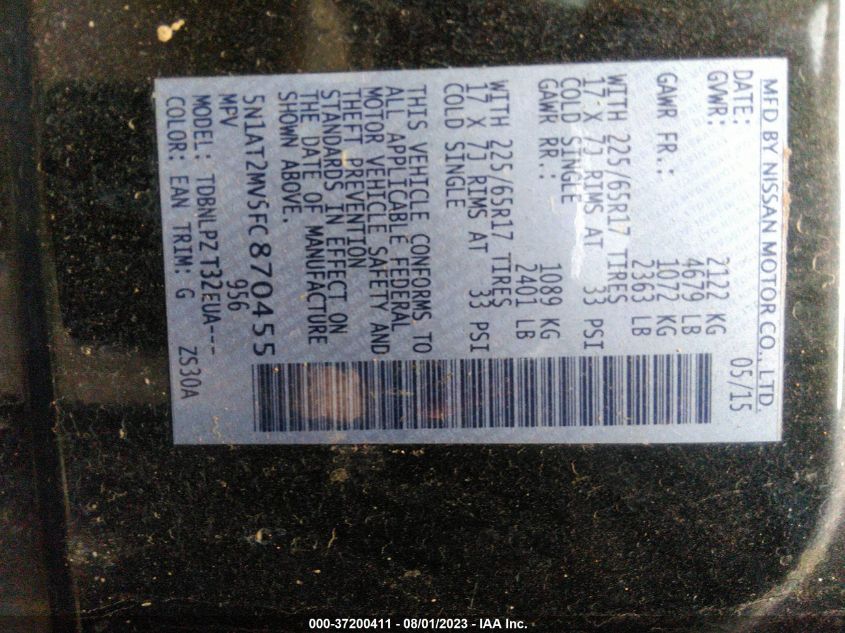 MFD BY NISSAN MOTOR CO., LTD.
DATE: 05/15
GVWR: 2122 KG
4679 LB
GAWR FR.: 1072 KG
2363 LB
WITH 225/65R17 TIRES
17 X 7J RIMS AT 33 PSI
COLD SINGLE
GAWR RR.: 1089 KG
2401 LB
WITH 225/65R17 TIRES
17 X 7J RIMS AT 33 PSI
COLD SINGLE
THIS VEHICLE CONFORMS TO
ALL APPLICABLE FEDERAL
MOTOR VEHICLE SAFETY AND
THEFT PREVENTION
STANDARDS IN EFFECT ON
THE DATE OF MANUFACTURE
SHOWN ABOVE.
5N1AT2MV5FC870455
MPV 956
MODEL: TDBNLPZ T32EUA---
COLOR: EAN TRIM: G Z530A
000-37200411 - 08/01/2023 - IAA Inc.